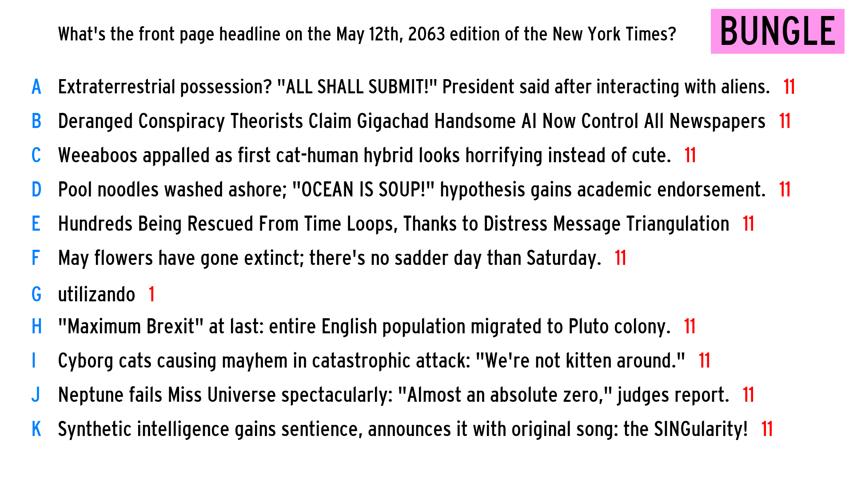 What's the front page headline on the May 12th, 2063 edition of the New York Times? BUNGLE
A Extraterrestrial possession? "ALL SHALL SUBMIT!" President said after interacting with aliens. 11
B Deranged Conspiracy Theorists Claim Gigachad Handsome AI Now Control All Newspapers 11
C Weeaboos appalled as first cat-human hybrid looks horrifying instead of cute. 11
D Pool noodles washed ashore; "OCEAN IS SOUP!" hypothesis gains academic endorsement. 11
E Hundreds Being Rescued From Time Loops, Thanks to Distress Message Triangulation 11
F May flowers have gone extinct; there's no sadder day than Saturday. 11
G utilizando 1
H "Maximum Brexit" at last: entire English population migrated to Pluto colony. 11
I Cyborg cats causing mayhem in catastrophic attack: "We're not kitten around." 11
J Neptune fails Miss Universe spectacularly: "Almost an absolute zero," judges report. 11
K Synthetic intelligence gains sentience, announces it with original song: the SINGularity! 11